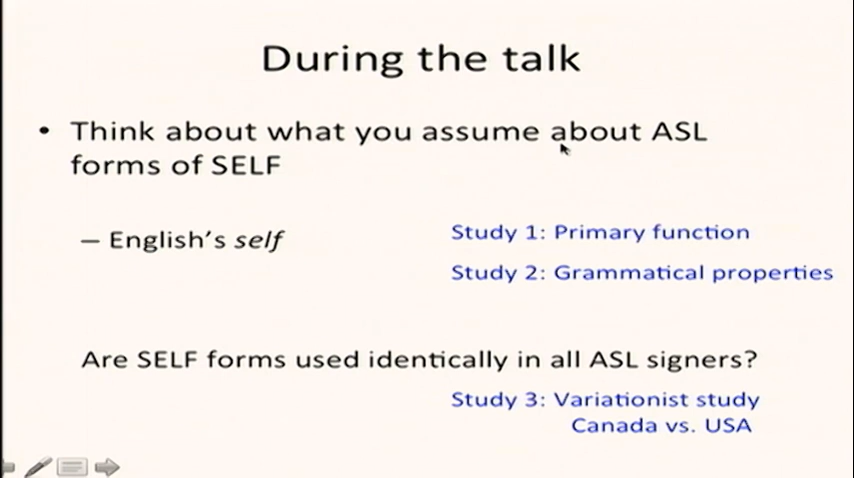 During the talk
• Think about what you assume about ASL
forms of SELF
– English's self
Study 1: Primary function
Study 2: Grammatical properties
Are SELF forms used identically in all ASL signers?
Study 3: Variationist study
Canada vs. USA